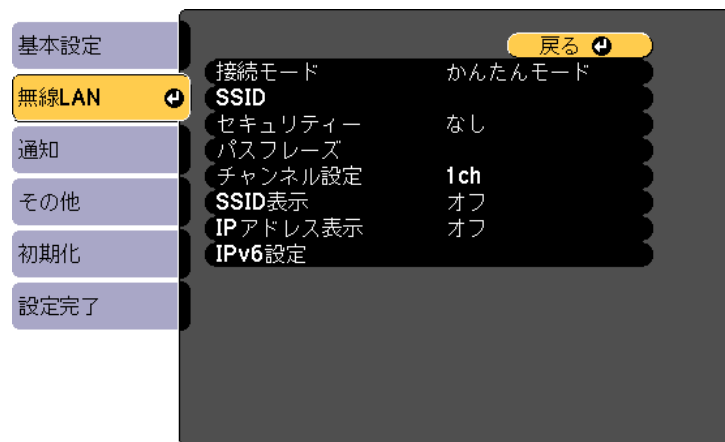 基本設定
無線LAN
通知
その他
初期化
設定完了
戻る
接続モード かんたんモード
SSID
セキュリティー なし
パスフレーズ
チャンネル設定 1ch
SSID表示 オフ
IPアドレス表示 オフ
IPv6設定